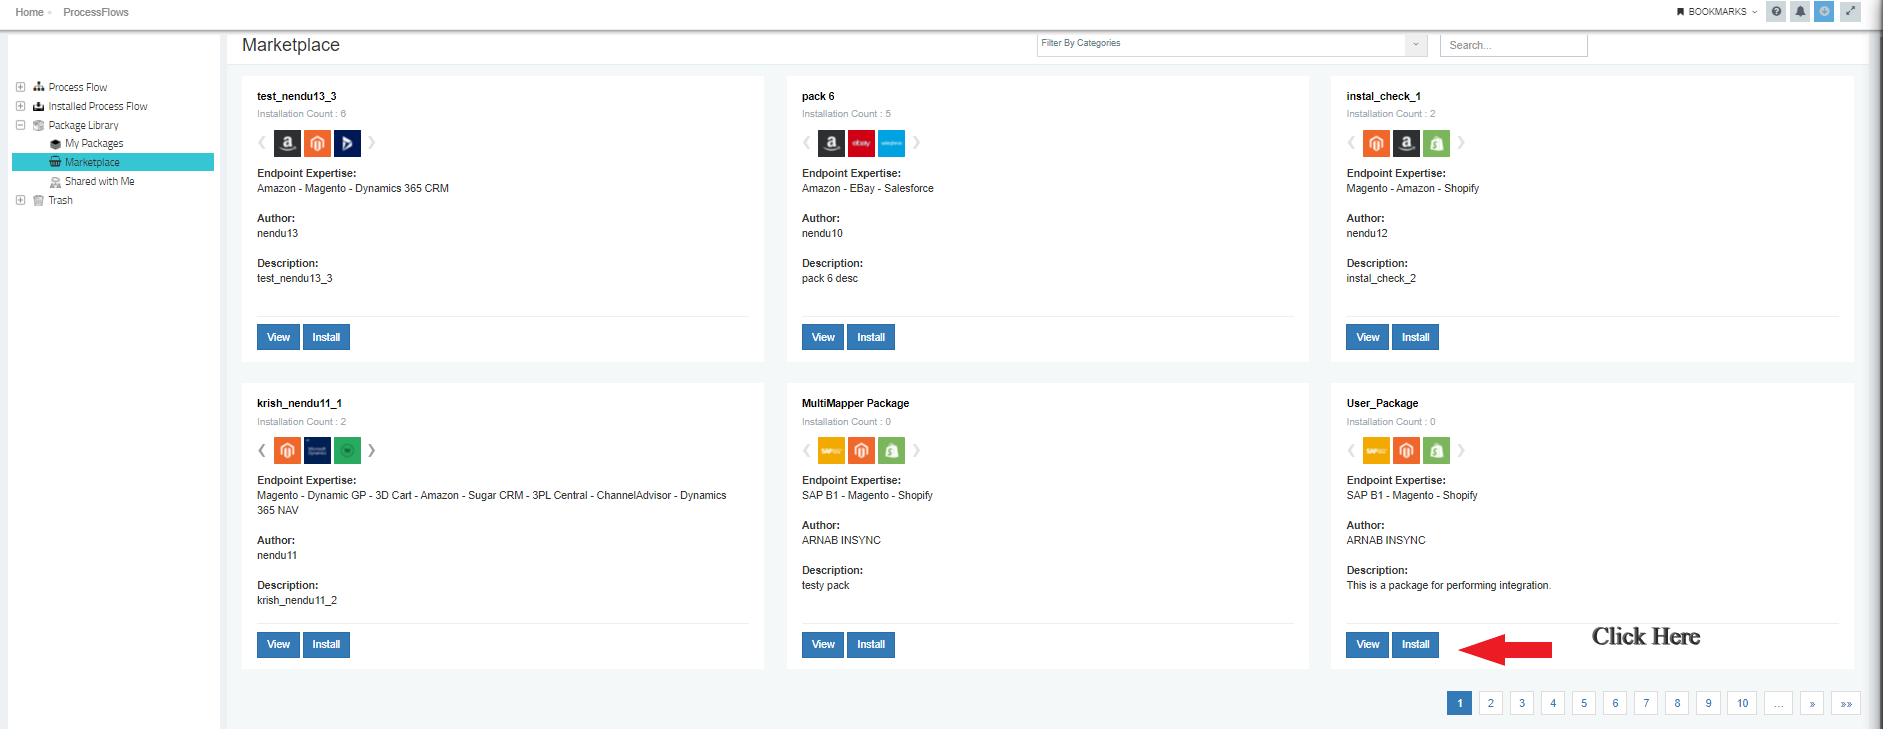 Home ProcessFlows
BOOKMARKS
Marketplace
Filter By Categories
Search...
Process Flow
Installed Process Flow
Package Library
My Packages
Marketplace
Shared with Me
Trash
test_nendu13_3
Installation Count : 6
Endpoint Expertise:
Amazon - Magento - Dynamics 365 CRM
Author:
nendu13
Description:
test_nendu13_3
View Install
pack 6
Installation Count : 5
ebay
salesforce
Endpoint Expertise:
Amazon - EBay - Salesforce
Author:
nendu10
Description:
pack 6 desc
View Install
instal_check_1
Installation Count : 2
Endpoint Expertise:
Magento - Amazon - Shopify
Author:
nendu12
Description:
instal_check_2
View Install
krish_nendu11_1
Installation Count : 2
Microsoft
Dynamics
Endpoint Expertise:
Magento - Dynamic GP - 3D Cart - Amazon - Sugar CRM - 3PL Central - ChannelAdvisor - Dynamics
365 NAV
Author:
nendu11
Description:
krish_nendu11_2
View Install
MultiMapper Package
Installation Count : 0
Endpoint Expertise:
SAP B1 - Magento - Shopify
Author:
ARNAB INSYNC
Description:
testy pack
View Install
User_Package
Installation Count : 0
Endpoint Expertise:
SAP B1 - Magento - Shopify
Author:
ARNAB INSYNC
Description:
This is a package for performing integration.
View Install
Click Here
1 2 3 4 5 6 7 8 9 10 ... » »»